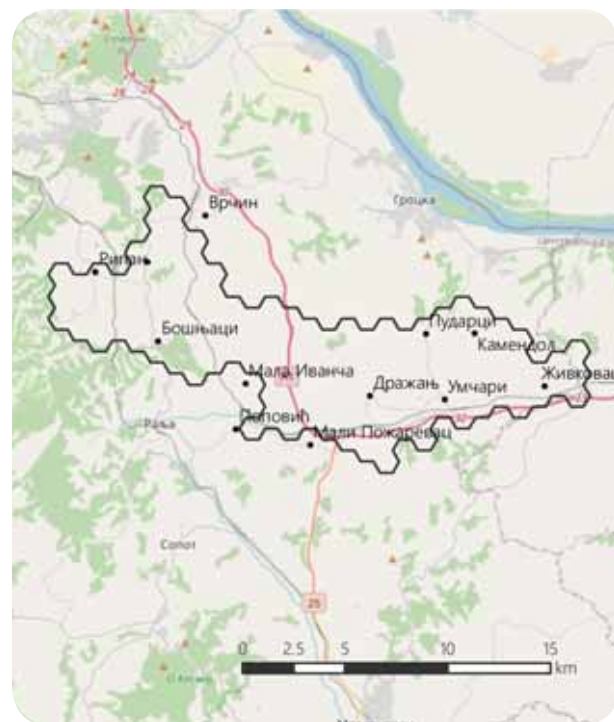 Врчин
Гроцка
Рипањ
Пударци
Камендол
Бошњаци
Мала Иванча
Дражањ
Умчари
Живковац
Раља
Поповић
Мали Пожаревац
Сопот
25
0 2.5 5 10 15
km